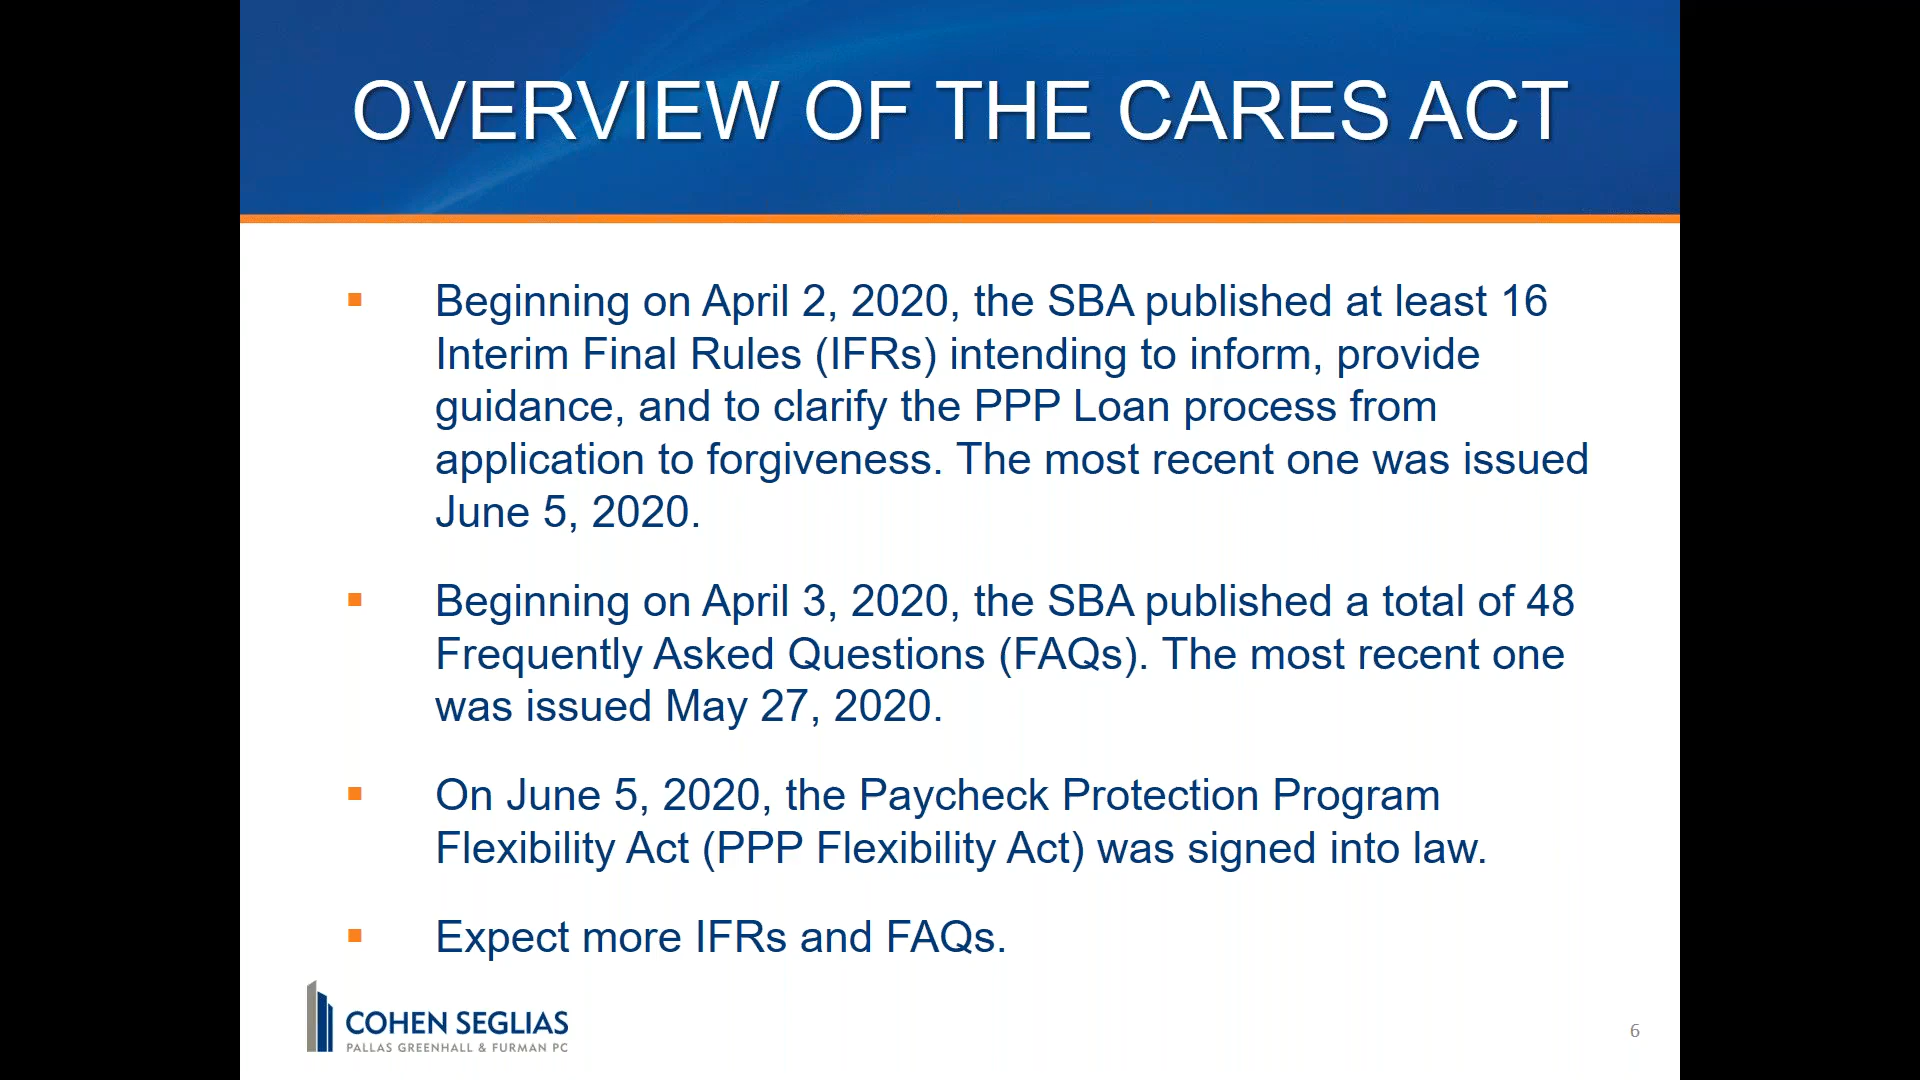 OVERVIEW OF THE CARES ACT
Beginning on April 2, 2020, the SBA published at least 16
Interim Final Rules (IFRs) intending to inform, provide
guidance, and to clarify the PPP Loan process from
application to forgiveness. The most recent one was issued
June 5, 2020.
Beginning on April 3, 2020, the SBA published a total of 48
Frequently Asked Questions (FAQs). The most recent one
was issued May 27, 2020.
On June 5, 2020, the Paycheck Protection Program
Flexibility Act (PPP Flexibility Act) was signed into law.
Expect more IFRs and FAQs.
COHEN SEGLIAS
PALLAS GREENHALL & FURMAN PC
6